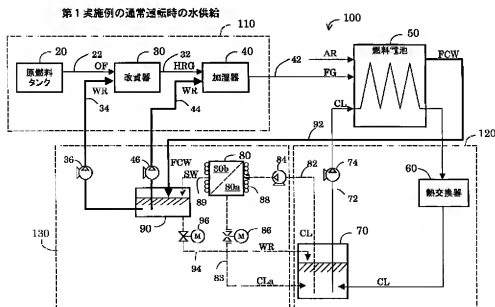 第1実施例の通常運転時の水供給
100
110
20
22
80
32
40
50
原燃料
タンク
OF
改質器
HRG
加湿器
燃料電池
FCW
WR
WR
AR
FG
CL
34
44
42
92
120
36
46
FCW
SW
80
80b
80a
84
82
74
72
60
熱交換器
89
88
90
96
M
86
M
CL
70
WR
94
83
CLa
CL
130